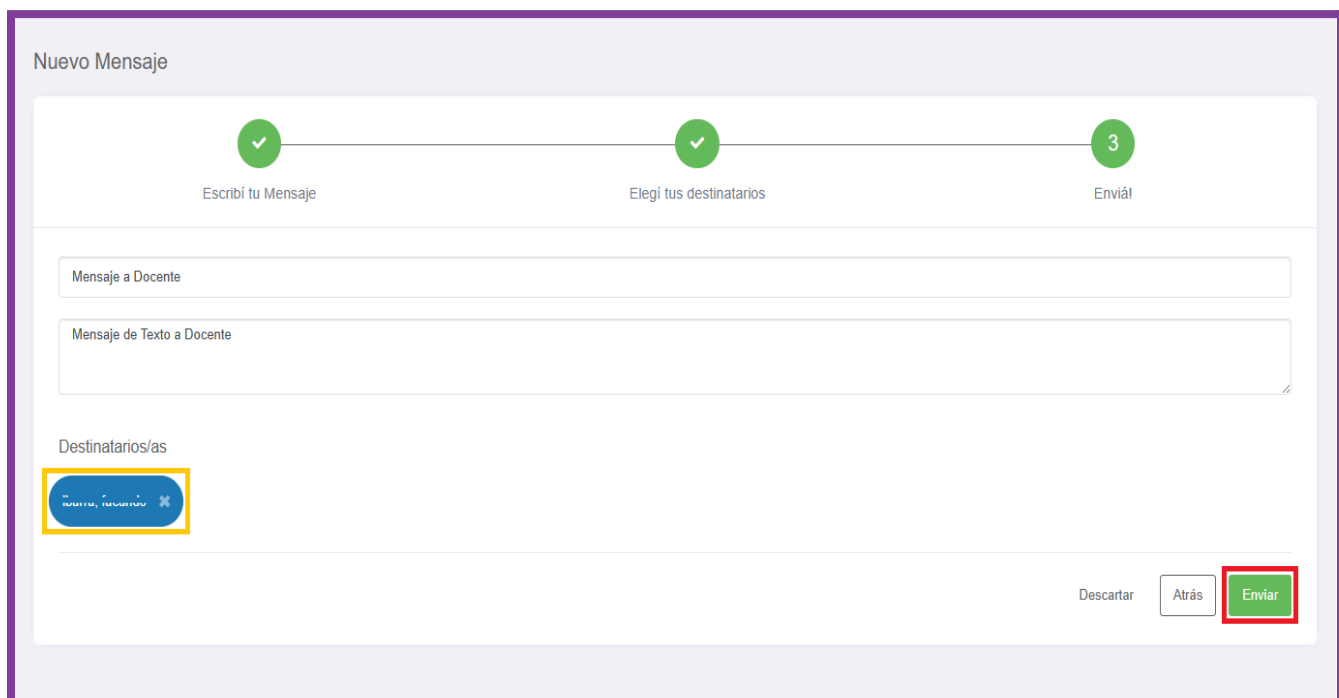 Nuevo Mensaje
3
Escribí tu Mensaje
Elegí tus destinatarios
Enviá!
Mensaje a Docente
Mensaje de Texto a Docente
Destinatarios/as
Descartar
Atrás
Enviar